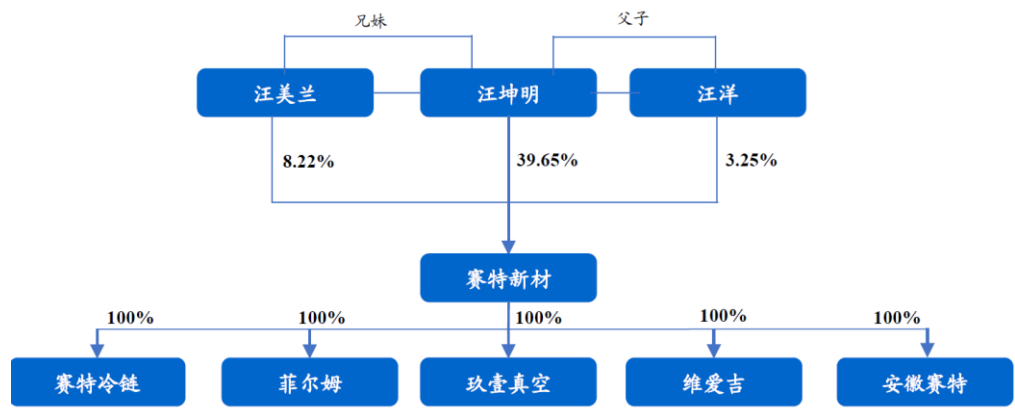 兄妹
父子
汪美兰
汪坤明
汪洋
8.22%
39.65%
3.25%
赛特新材
100%
100%
100%
100%
100%
赛特冷链
菲尔姆
玖壹真空
维爱吉
安徽赛特